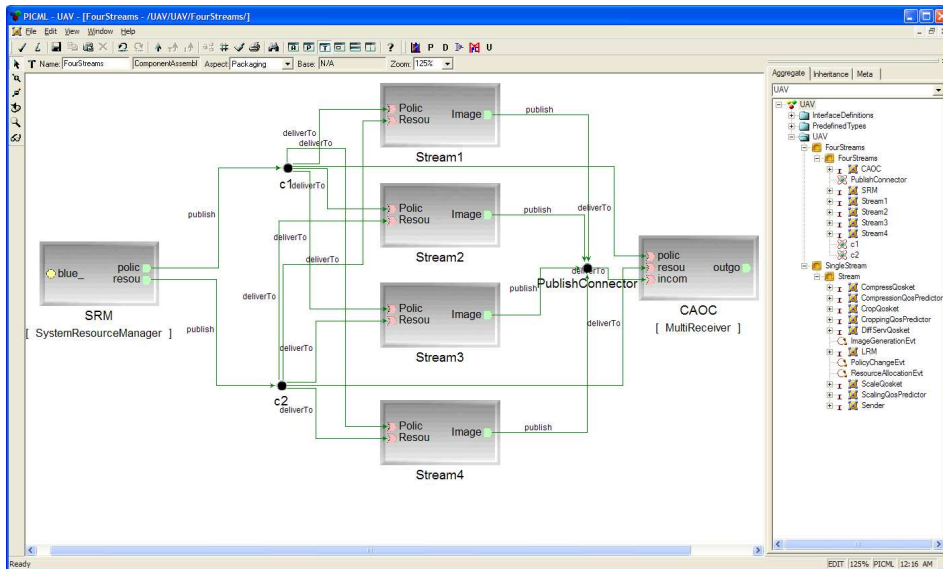 PICML - UAV - [FourStreams - /UAV/UAV/FourStreams/]
File Edit View Window Help
P D U
Name: FourStreams ComponentAssembl Aspect: Packaging Base: N/A Zoom: 125%
Aggregate Inheritance Meta
UAV
UAV
InterfaceDefinitions
PredefinedTypes
UAV
FourStreams
FourStreams
CAOC
PublishConnector
SRM
Stream1
Stream2
Stream3
Stream4
c1
c2
SingleStream
Stream
CompressQosket
CompressionQosPredictor
CropQosket
CroppingQosPredictor
DiffServQosket
ImageGenerationEvt
LRM
PolicyChangeEvt
ResourceAllocationEvt
ScaleQosket
ScalingQosPredictor
Sender
Polic
Resou
Image
publish
Stream1
deliverTo
deliverTo
c1
deliverTo
publish
Polic
Resou
Image
publish
Stream2
deliverTo
blue_
polic
resou
SRM
[ SystemResourceManager ]
deliverTo
deliverTo
deliverTo
PublishConnector
publish
polic
resou
incom
outgo
CAOC
[ MultiReceiver ]
Polic
Resou
Image
Stream3
publish
deliverTo
deliverTo
c2
deliverTo
Polic
Resou
Image
publish
Stream4
Ready
EDIT 125% PICML 12:16 AM